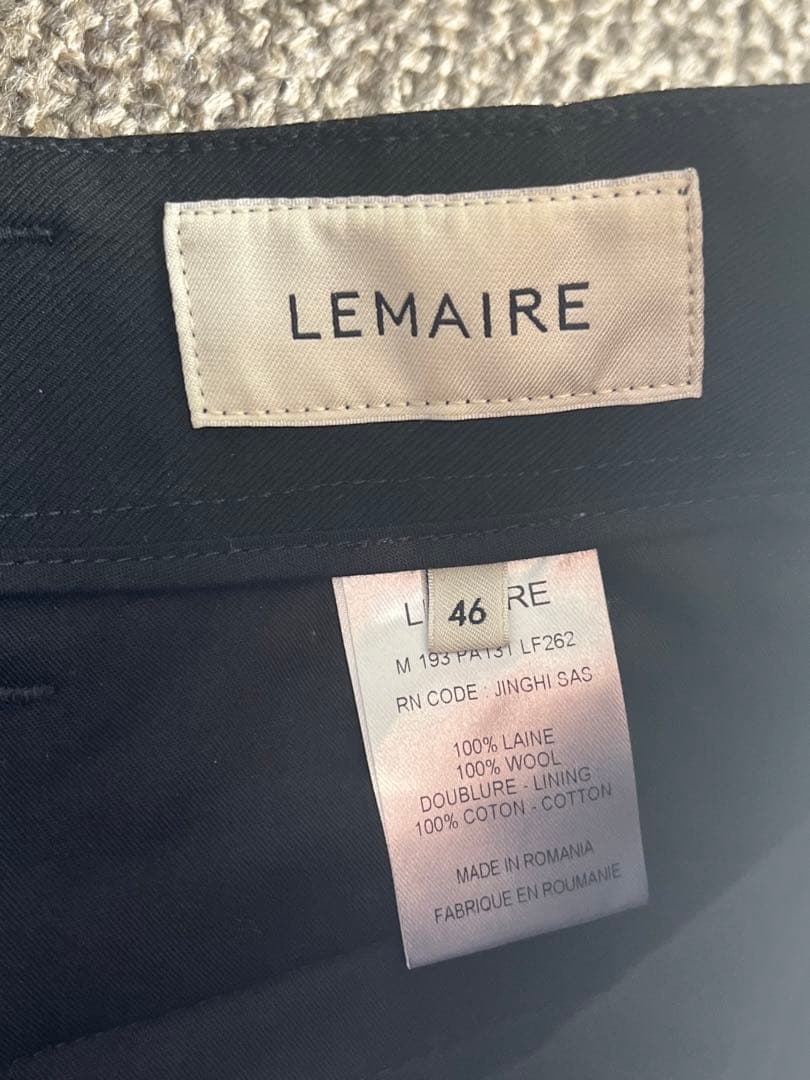 LEMAIRE
46
L RE
M 193 PA131 LF262
RN CODE : JINGHI SAS
100% LAINE
100% WOOL
DOUBLURE - LINING
100% COTON - COTTON
MADE IN ROMANIA
FABRIQUE EN ROUMANIE